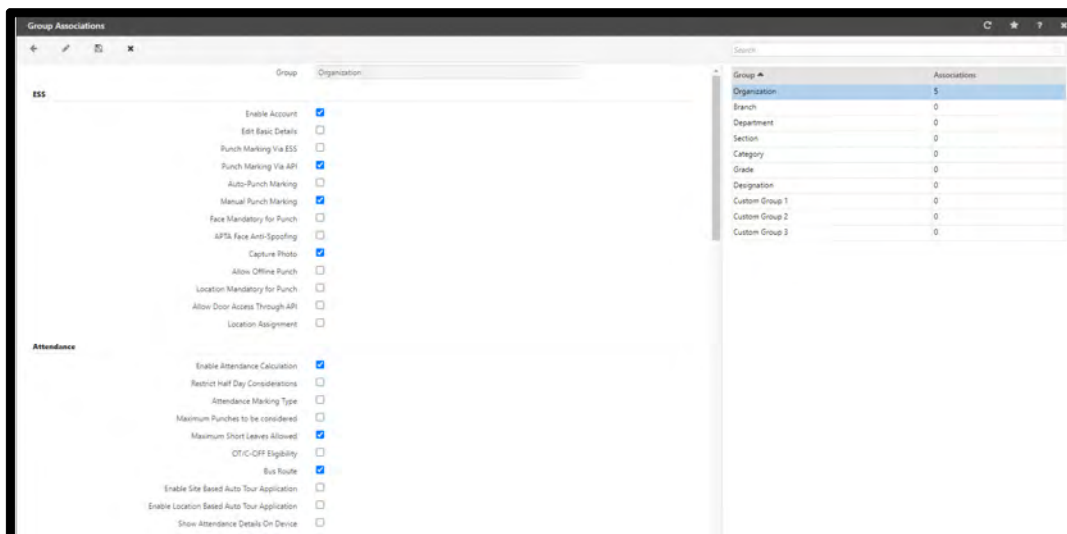 Group Associations
?
Search
Group Organization
ESS
Enable Account
Edit Basic Details
Punch Marking Via ESS
Punch Marking Via API
Auto-Punch Marking
Manual Punch Marking
Face Mandatory for Punch
APTA Face Anti-Spoofing
Capture Photo
Allow Offline Punch
Location Mandatory for Punch
Allow Door Access Through API
Location Assignment
Attendance
Enable Attendance Calculation
Restrict Half Day Considerations
Attendance Marking Type
Maximum Punches to be considered
Maximum Short Leaves Allowed
OT/C-OFF Eligibility
Bus Route
Enable Site Based Auto Tour Application
Enable Location Based Auto Tour Application
Show Attendance Details On Device
Group Associations
Organization 5
Branch 0
Department 0
Section 0
Category 0
Grade 0
Designation 0
Custom Group 1 0
Custom Group 2 0
Custom Group 3 0